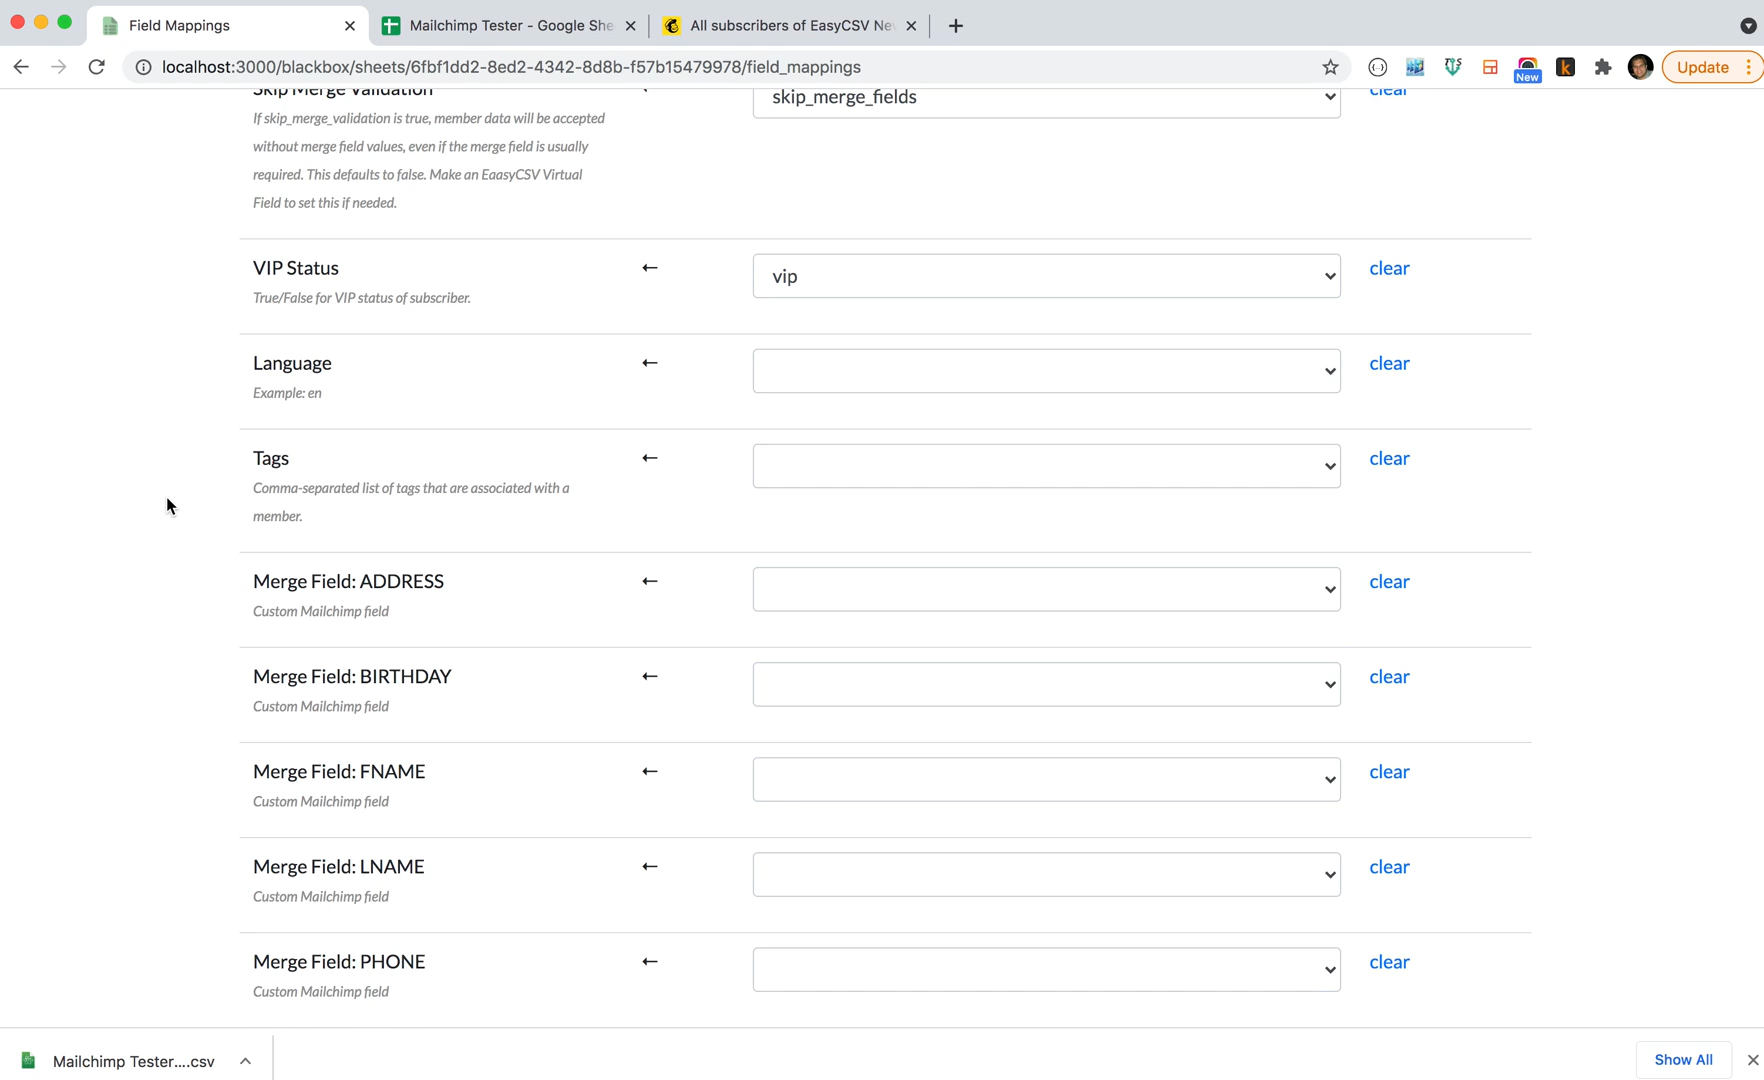 Field Mappings
Mailchimp Tester - Google She
All subscribers of EasyCSV Ne
localhost:3000/blackbox/sheets/6fbf1dd2-8ed2-4342-8d8b-f57b15479978/field_mappings
New
Update
Skip Merge Validation
skip_merge_fields
clear
If skip_merge_validation is true, member data will be accepted
without merge field values, even if the merge field is usually
required. This defaults to false. Make an EaasyCSV Virtual
Field to set this if needed.
VIP Status
←
vip
clear
True/False for VIP status of subscriber.
Language
←
clear
Example: en
Tags
←
clear
Comma-separated list of tags that are associated with a
member.
Merge Field: ADDRESS
←
clear
Custom Mailchimp field
Merge Field: BIRTHDAY
←
clear
Custom Mailchimp field
Merge Field: FNAME
←
clear
Custom Mailchimp field
Merge Field: LNAME
←
clear
Custom Mailchimp field
Merge Field: PHONE
←
clear
Custom Mailchimp field
Mailchimp Tester....csv
Show All